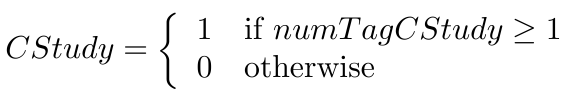 CStudy = { 1 if numTagCStudy ≥ 1
0 otherwise